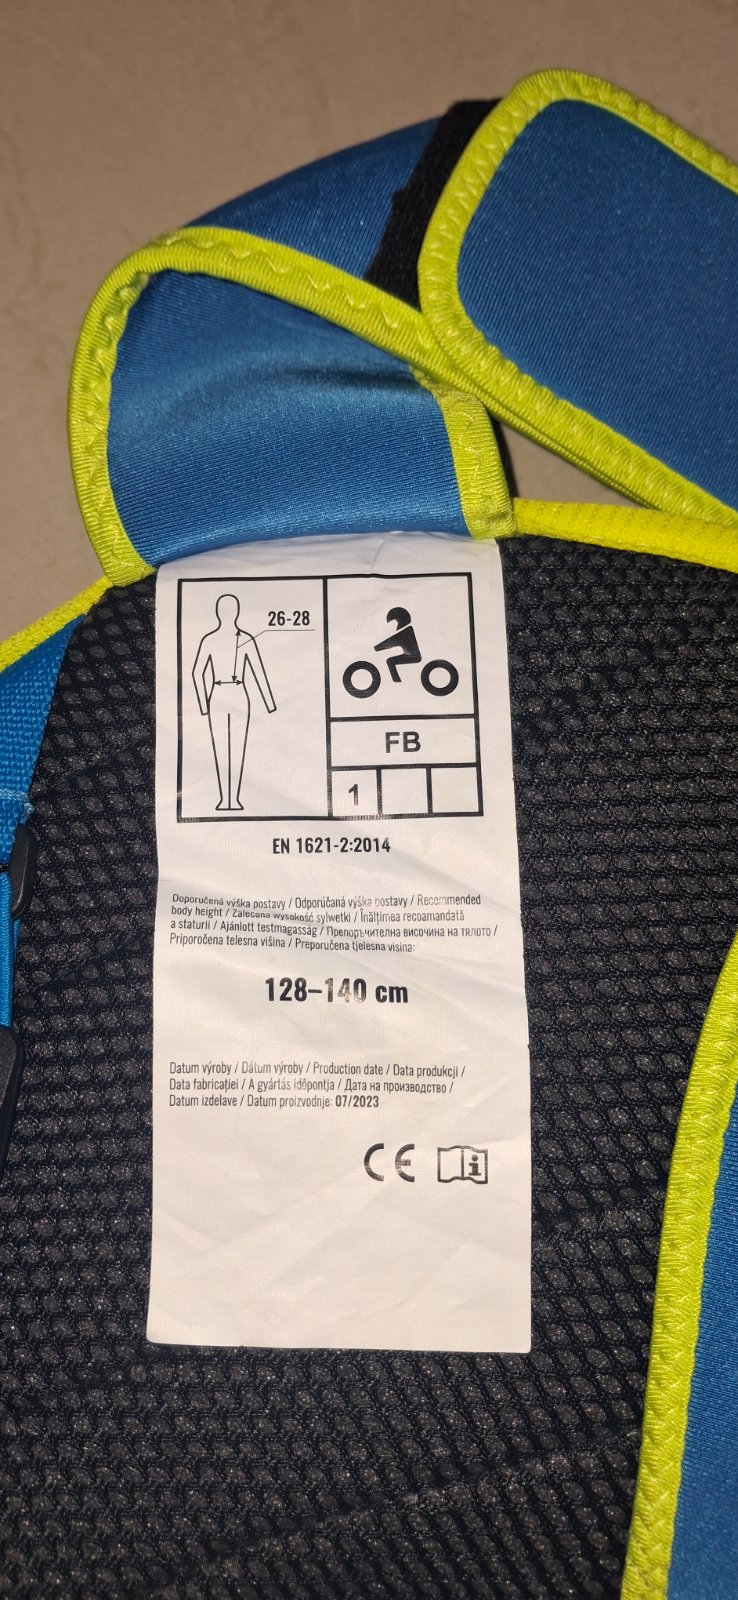 26-28
FB
1
EN 1621-2:2014
Doporučená výška postavy / Odporúčaná výška postavy / Recommended
body height / Zalecana wysokość sylwetki / Înălțimea recoamandată
a staturii / Ajánlott testmagasság / Препоръчителна височина на тялото /
Priporočena telesna višina / Preporučena tjelesna visina:
128–140 cm
Datum výroby / Dátum výroby / Production date / Data produkcji /
Data fabricației / A gyártás időpontja / Дата на производство /
Datum izdelave / Datum proizvodnje: 07/2023
CE i